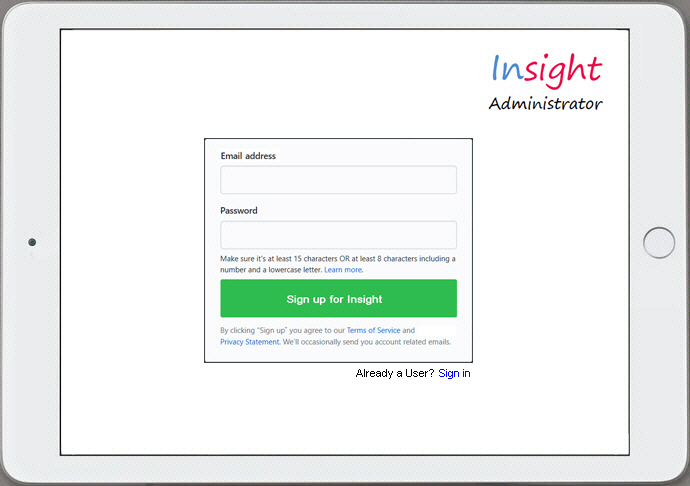 Insight
Administrator
Email address
Password
Make sure it's at least 15 characters OR at least 8 characters including a
number and a lowercase letter. Learn more.
Sign up for Insight
By clicking "Sign up" you agree to our Terms of Service and
Privacy Statement. We'll occasionally send you account related emails.
Already a User? Sign in